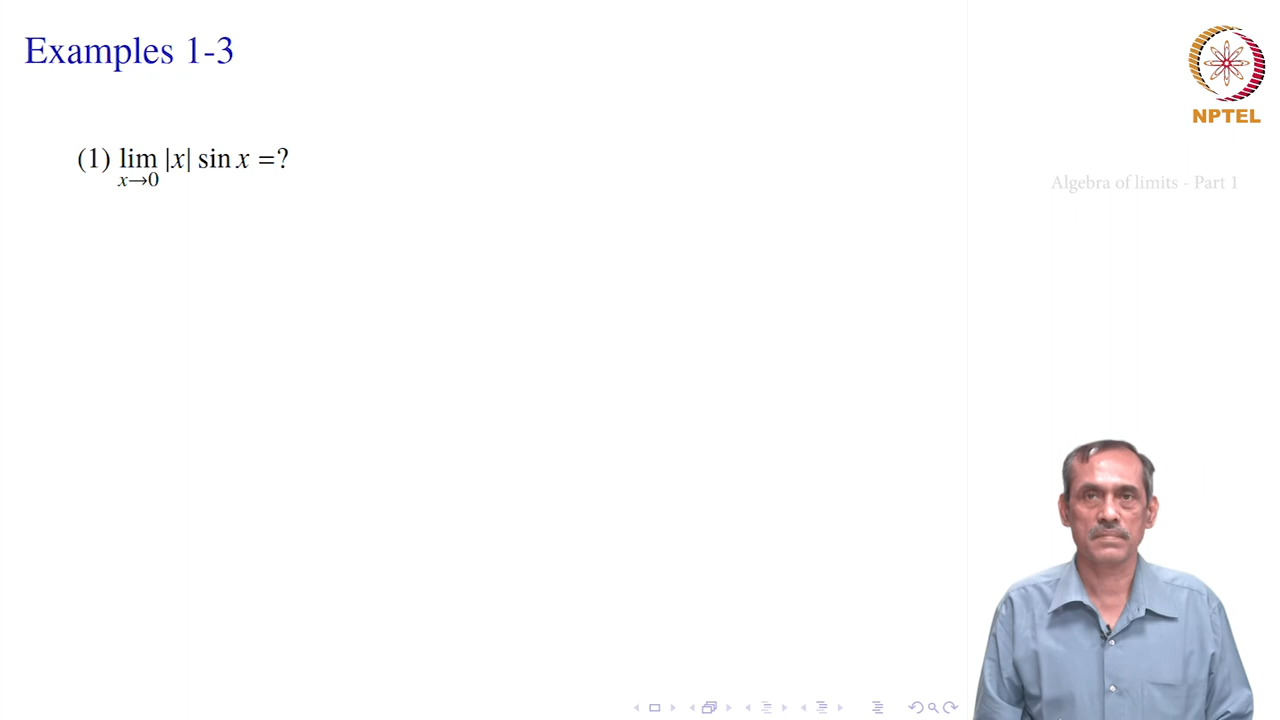 Examples 1-3
NPTEL
(1) lim |x| sin x =?
x→0
Algebra of limits - Part 1